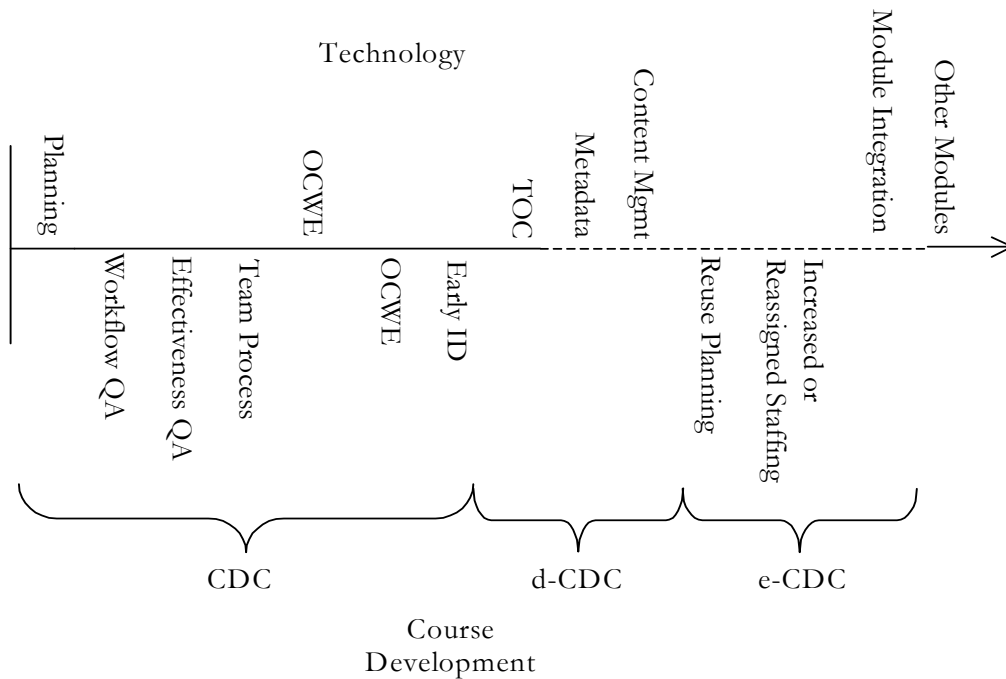 Technology
Planning
OCWE
TOC
Metadata
Content Mgmt
Module Integration
Other Modules
Workflow QA
Effectiveness QA
Team Process
OCWE
Early ID
Reuse Planning
Increased or
Reassigned Staffing
CDC
d-CDC
e-CDC
Course
Development